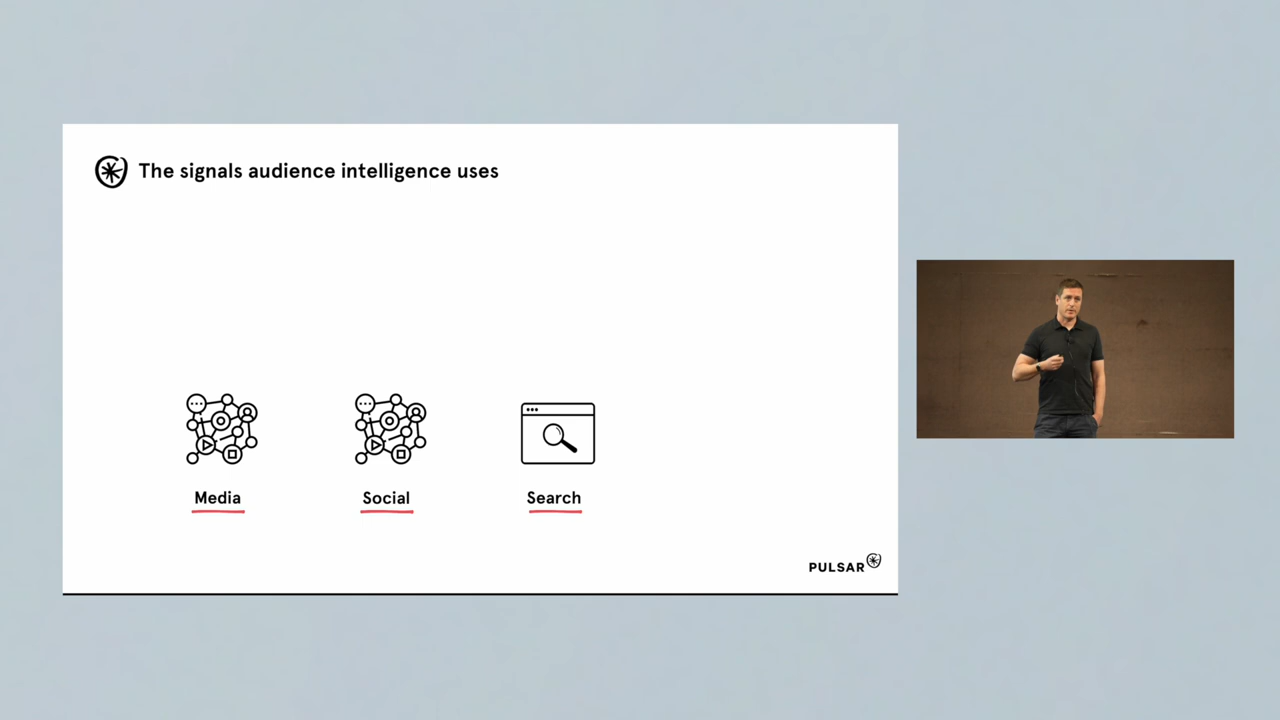 The signals audience intelligence uses
Media
Social
Search
PULSAR